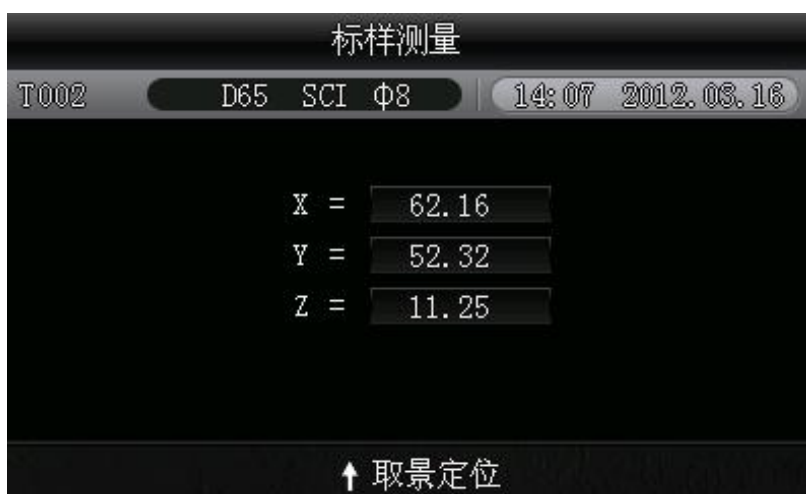 标样测量
T002 D65 SCI Φ8 14:07 2012.03.16
X = 62.16
Y = 52.32
Z = 11.25
↑ 取景定位